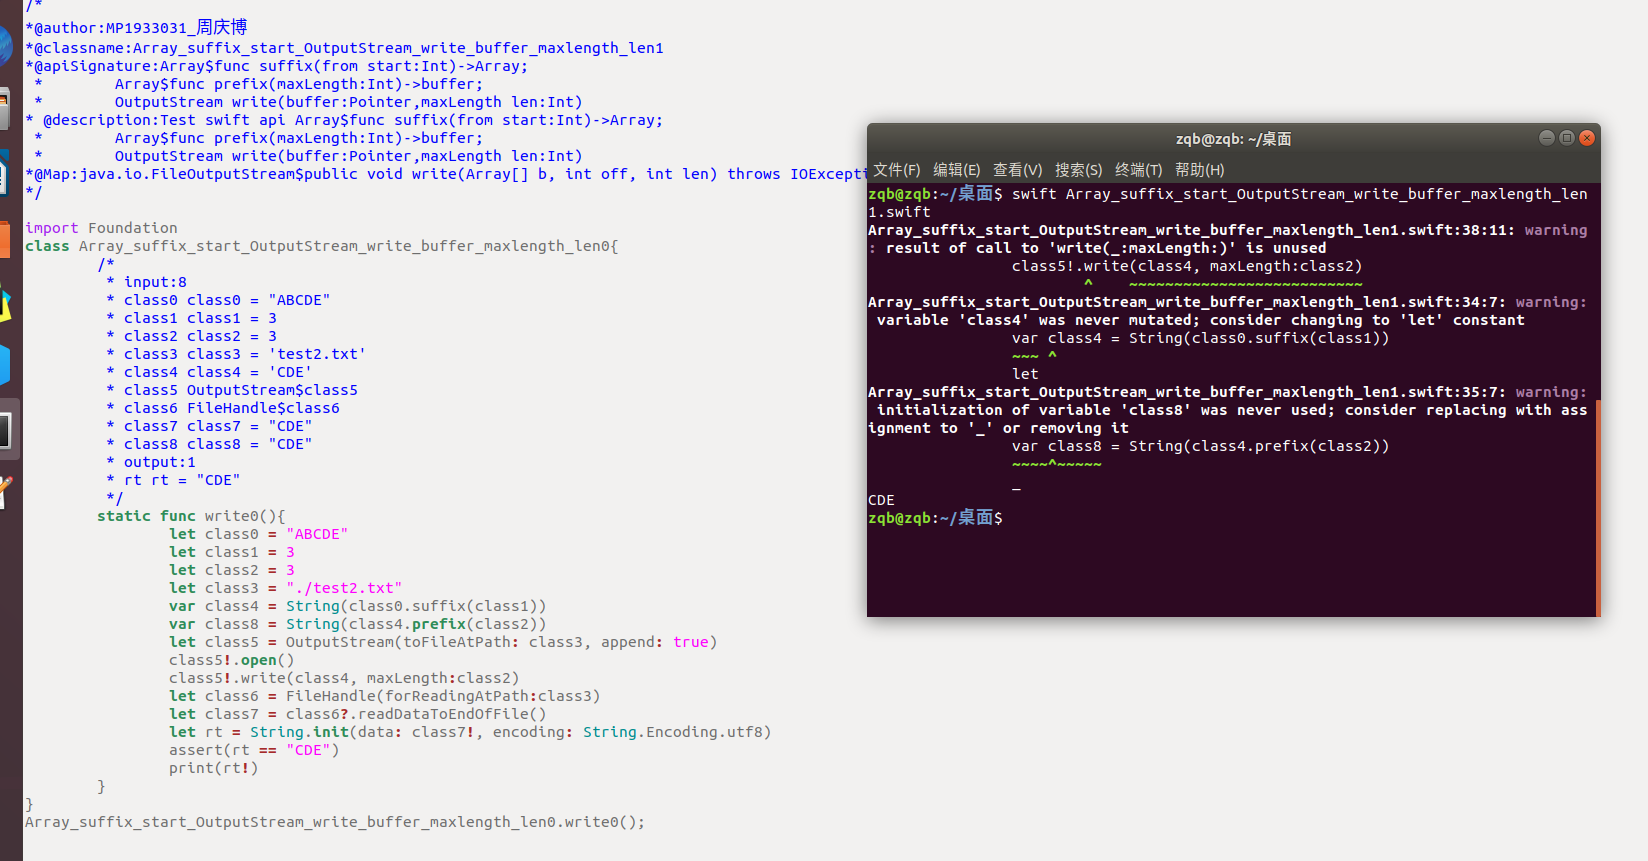 /*
*@author:MP1933031_周庆博
*@classname:Array_suffix_start_OutputStream_write_buffer_maxlength_len1
*@apiSignature:Array$func suffix(from start:Int)->Array;
 *        Array$func prefix(maxLength:Int)->buffer;
 *        OutputStream write(buffer:Pointer,maxLength len:Int)
* @description:Test swift api Array$func suffix(from start:Int)->Array;
 *        Array$func prefix(maxLength:Int)->buffer;
 *        OutputStream write(buffer:Pointer,maxLength len:Int)
*@Map:java.io.FileOutputStream$public void write(Array[] b, int off, int len) throws IOExcepti
*/
import Foundation
class Array_suffix_start_OutputStream_write_buffer_maxlength_len0{
        /*
         * input:8
         * class0 class0 = "ABCDE"
         * class1 class1 = 3
         * class2 class2 = 3
         * class3 class3 = 'test2.txt'
         * class4 class4 = 'CDE'
         * class5 OutputStream$class5
         * class6 FileHandle$class6
         * class7 class7 = "CDE"
         * class8 class8 = "CDE"
         * output:1
         * rt rt = "CDE"
         */
        static func write0(){
                let class0 = "ABCDE"
                let class1 = 3
                let class2 = 3
                let class3 = "./test2.txt"
                var class4 = String(class0.suffix(class1))
                var class8 = String(class4.prefix(class2))
                let class5 = OutputStream(toFileAtPath: class3, append: true)
                class5!.open()
                class5!.write(class4, maxLength:class2)
                let class6 = FileHandle(forReadingAtPath:class3)
                let class7 = class6?.readDataToEndOfFile()
                let rt = String.init(data: class7!, encoding: String.Encoding.utf8)
                assert(rt == "CDE")
                print(rt!)
        }
}
Array_suffix_start_OutputStream_write_buffer_maxlength_len0.write0();
zqb@zqb: ~/桌面
文件(F) 编辑(E) 查看(V) 搜索(S) 终端(T) 帮助(H)
zqb@zqb:~/桌面$ swift Array_suffix_start_OutputStream_write_buffer_maxlength_len
1.swift
Array_suffix_start_OutputStream_write_buffer_maxlength_len1.swift:38:11: warning
: result of call to 'write(_:maxLength:)' is unused
                class5!.write(class4, maxLength:class2)
                        ^    ~~~~~~~~~~~~~~~~~~~~~~~~~~
Array_suffix_start_OutputStream_write_buffer_maxlength_len1.swift:34:7: warning:
 variable 'class4' was never mutated; consider changing to 'let' constant
                var class4 = String(class0.suffix(class1))
                ~~~ ^
                let
Array_suffix_start_OutputStream_write_buffer_maxlength_len1.swift:35:7: warning:
 initialization of variable 'class8' was never used; consider replacing with ass
ignment to '_' or removing it
                var class8 = String(class4.prefix(class2))
                ~~~~^~~~~~
                _
CDE
zqb@zqb:~/桌面$